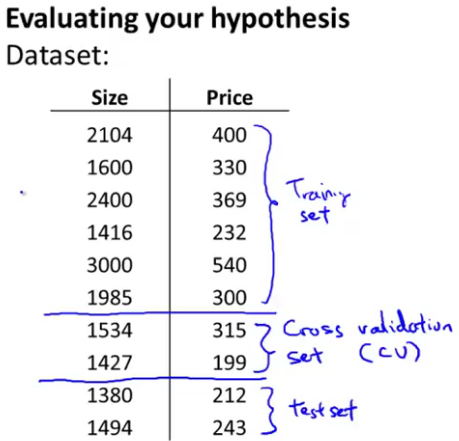 Evaluating your hypothesis
Dataset:
Size Price
2104 400
1600 330
2400 369
1416 232
3000 540
1985 300
Training
set
1534 315
1427 199
Cross validation
set (CV)
1380 212
1494 243
test set